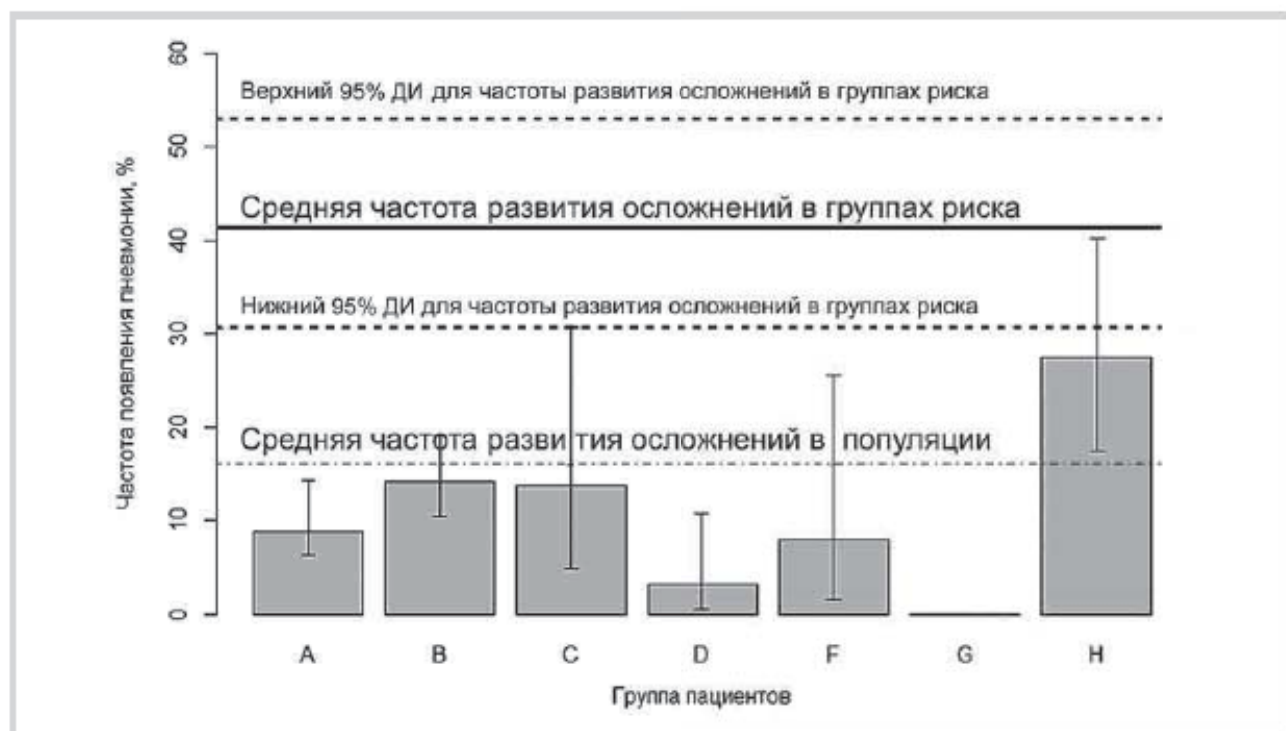 Частота появления пневмонии, %
60
Верхний 95% ДИ для частоты развития осложнений в группах риска
50
Средняя частота развития осложнений в группах риска
40
Нижний 95% ДИ для частоты развития осложнений в группах риска
30
20
Средняя частота развития осложнений в популяции
10
0
A B C D F G H
Группа пациентов